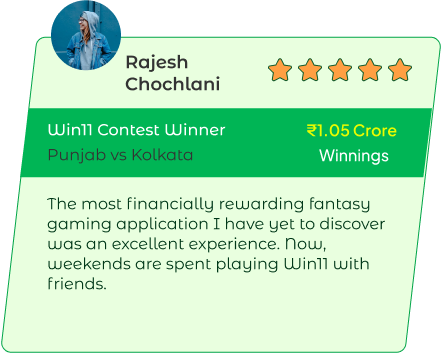 Rajesh
Chochlani
Win11 Contest Winner
₹1.05 Crore
Punjab vs Kolkata
Winnings
The most financially rewarding fantasy
gaming application I have yet to discover
was an excellent experience. Now,
weekends are spent playing Win11 with
friends.